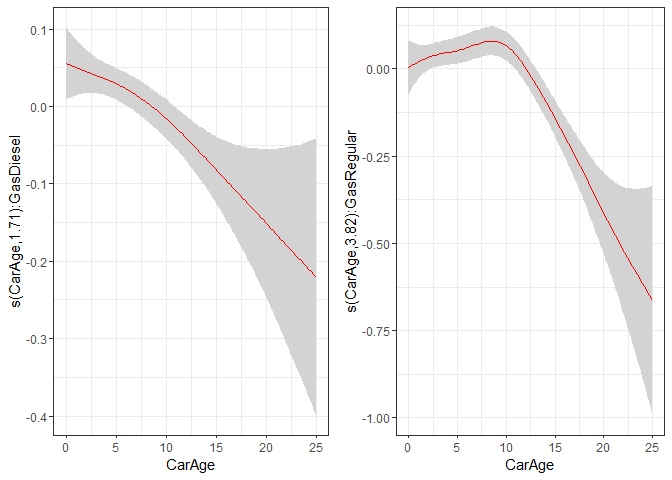 s(CarAge,1.71):GasDiesel
0.1
0.0
-0.1
-0.2
-0.3
-0.4
0 5 10 15 20 25
CarAge
s(CarAge,3.82):GasRegular
0.00
-0.25
-0.50
-0.75
-1.00
0 5 10 15 20 25
CarAge